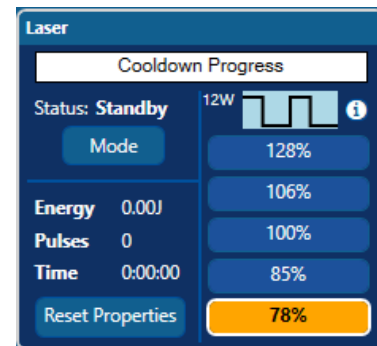 Laser
Cooldown Progress
Status: Standby
Mode
Energy 0.00J
Pulses 0
Time 0:00:00
Reset Properties
12W
i
128%
106%
100%
85%
78%